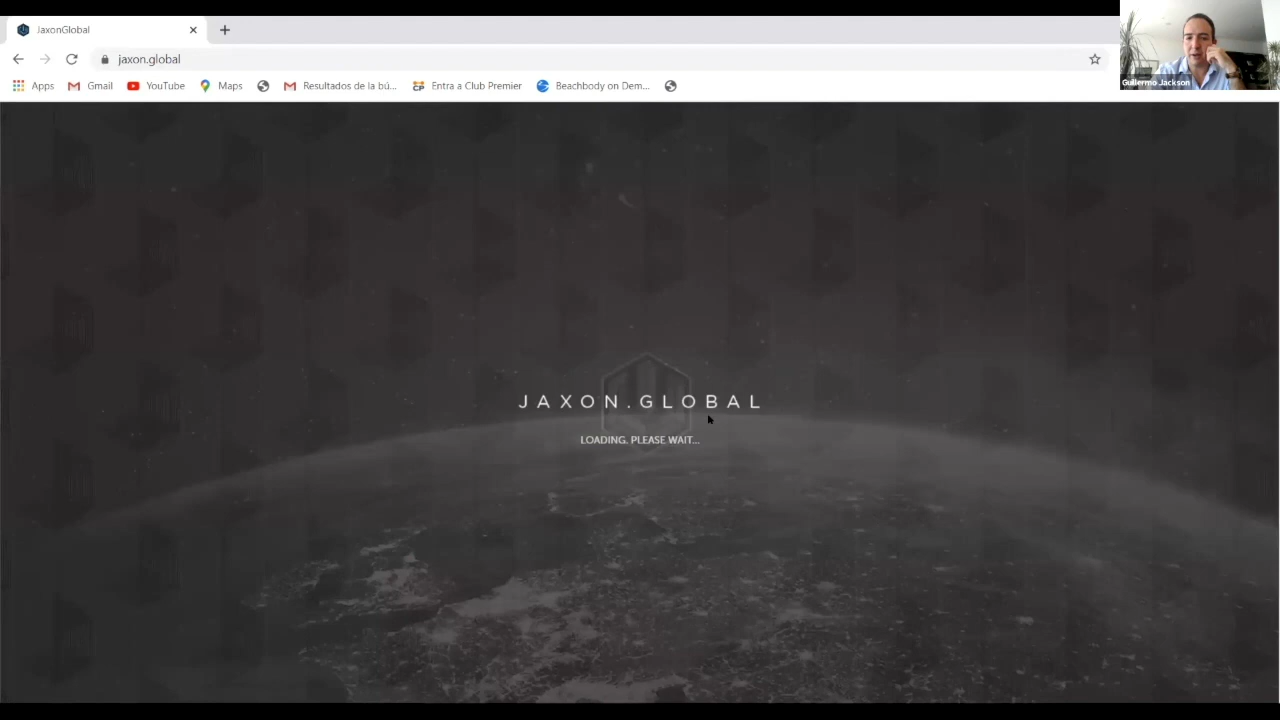 JaxonGlobal
jaxon.global
Apps Gmail YouTube Maps Resultados de la bú... Entrar a Club Premier Beachbody on Dem...
Guillermo Jackson
JAXON.GLOBAL
LOADING. PLEASE WAIT...